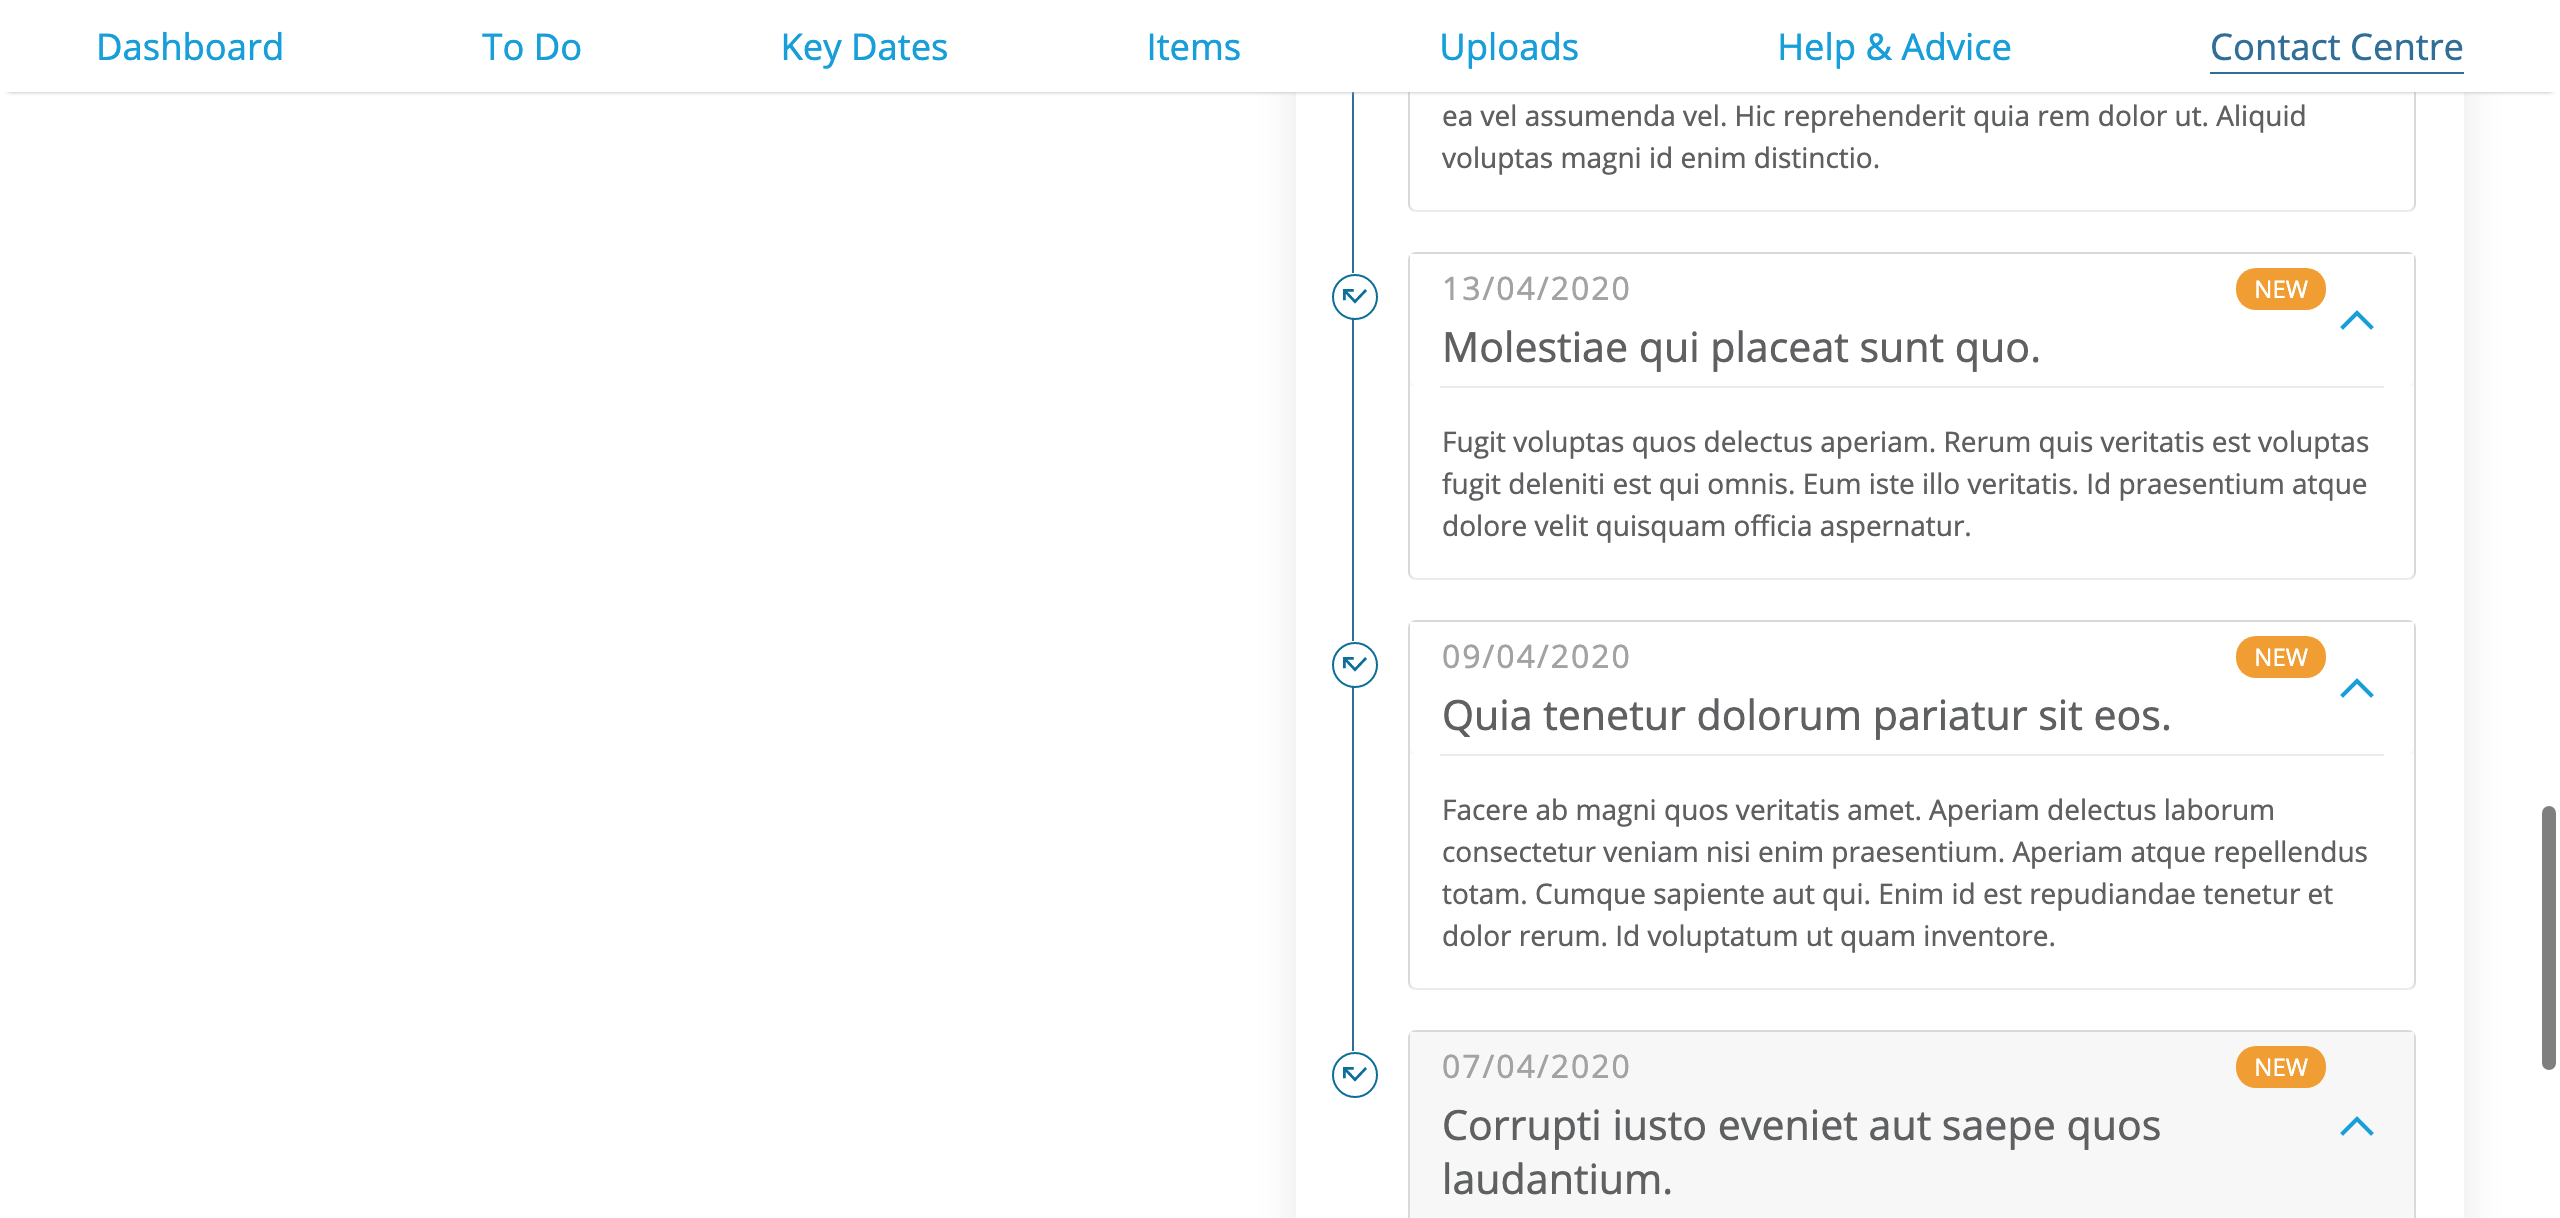 Dashboard
To Do
Key Dates
Items
Uploads
Help & Advice
Contact Centre
ea vel assumenda vel. Hic reprehenderit quia rem dolor ut. Aliquid
voluptas magni id enim distinctio.
13/04/2020
NEW
Molestiae qui placeat sunt quo.
Fugit voluptas quos delectus aperiam. Rerum quis veritatis est voluptas
fugit deleniti est qui omnis. Eum iste illo veritatis. Id praesentium atque
dolore velit quisquam officia aspernatur.
09/04/2020
NEW
Quia tenetur dolorum pariatur sit eos.
Facere ab magni quos veritatis amet. Aperiam delectus laborum
consectetur veniam nisi enim praesentium. Aperiam atque repellendus
totam. Cumque sapiente aut qui. Enim id est repudiandae tenetur et
dolor rerum. Id voluptatum ut quam inventore.
07/04/2020
NEW
Corrupti iusto eveniet aut saepe quos
laudantium.